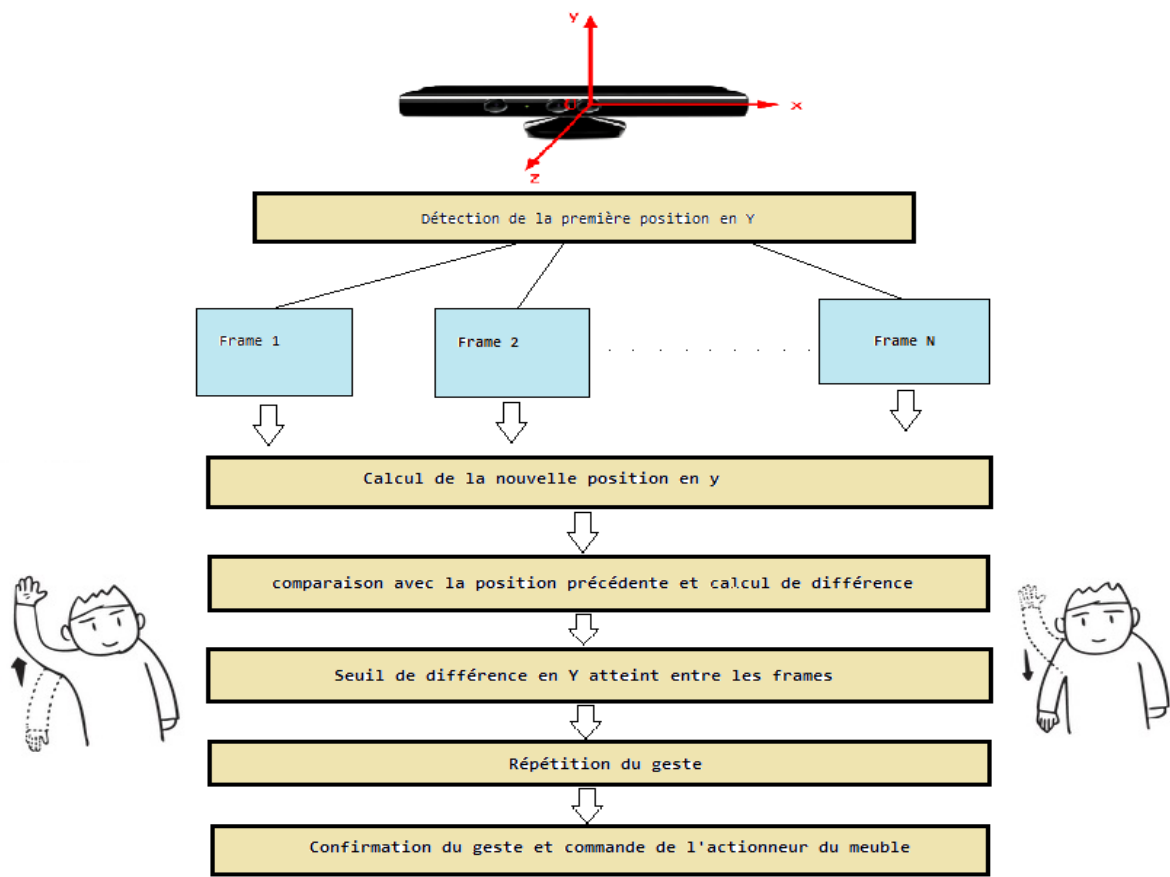 Y
X
Z
Détection de la première position en Y
Frame 1
Frame 2
Frame N
Calcul de la nouvelle position en y
comparaison avec la position précédente et calcul de différence
Seuil de différence en Y atteint entre les frames
Répétition du geste
Confirmation du geste et commande de l'actionneur du meuble